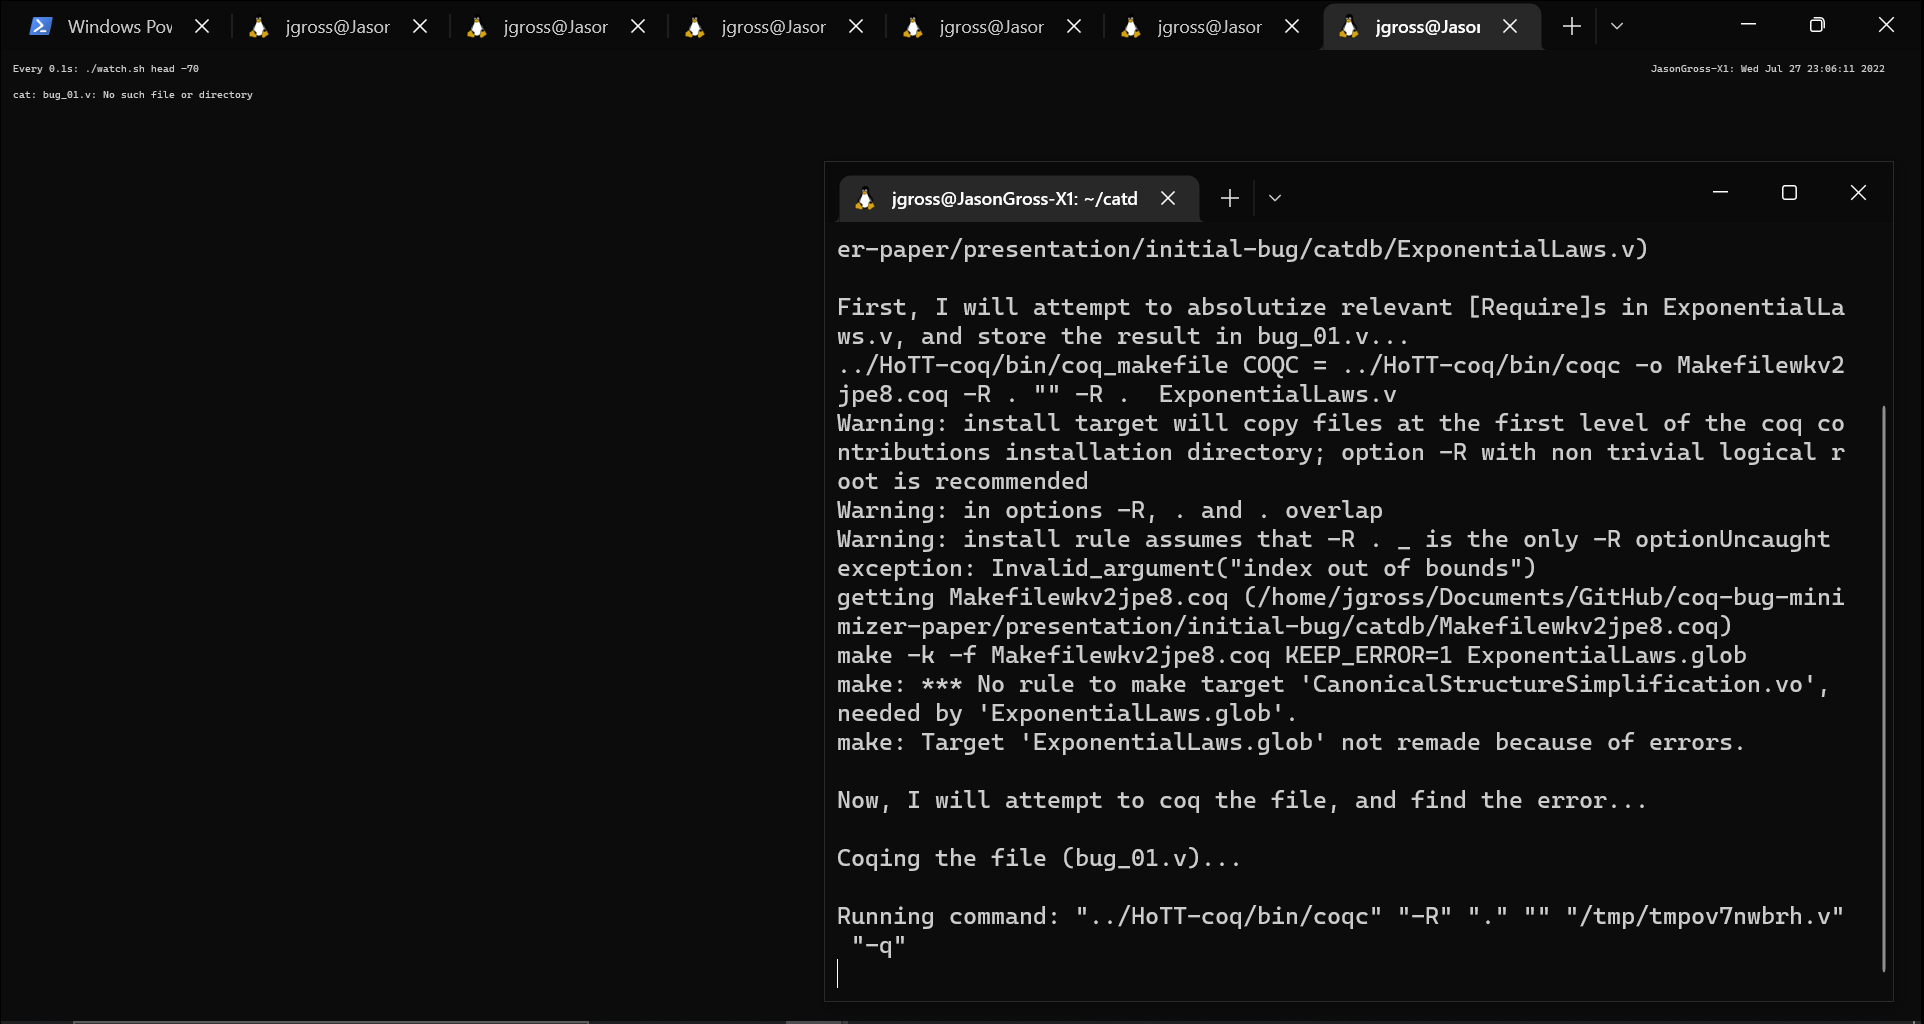 Windows Pow
jgross@Jasor
jgross@Jasor
jgross@Jasor
jgross@Jasor
jgross@Jasor
jgross@Jasor
Every 0.1s: ./watch.sh head -70
JasonGross-X1: Wed Jul 27 23:06:11 2022
cat: bug_01.v: No such file or directory
jgross@JasonGross-X1: ~/catd
er-paper/presentation/initial-bug/catdb/ExponentialLaws.v)
First, I will attempt to absolutize relevant [Require]s in ExponentialLa
ws.v, and store the result in bug_01.v...
../HoTT-coq/bin/coq_makefile COQC = ../HoTT-coq/bin/coqc -o Makefilewkv2
jpe8.coq -R . "" -R .  ExponentialLaws.v
Warning: install target will copy files at the first level of the coq co
ntributions installation directory; option -R with non trivial logical r
oot is recommended
Warning: in options -R, . and . overlap
Warning: install rule assumes that -R . _ is the only -R optionUncaught
exception: Invalid_argument("index out of bounds")
getting Makefilewkv2jpe8.coq (/home/jgross/Documents/GitHub/coq-bug-mini
mizer-paper/presentation/initial-bug/catdb/Makefilewkv2jpe8.coq)
make -k -f Makefilewkv2jpe8.coq KEEP_ERROR=1 ExponentialLaws.glob
make: *** No rule to make target 'CanonicalStructureSimplification.vo',
needed by 'ExponentialLaws.glob'.
make: Target 'ExponentialLaws.glob' not remade because of errors.
Now, I will attempt to coq the file, and find the error...
Coqing the file (bug_01.v)...
Running command: "../HoTT-coq/bin/coqc" "-R" "." "" "/tmp/tmpov7nwbrh.v"
"-q"